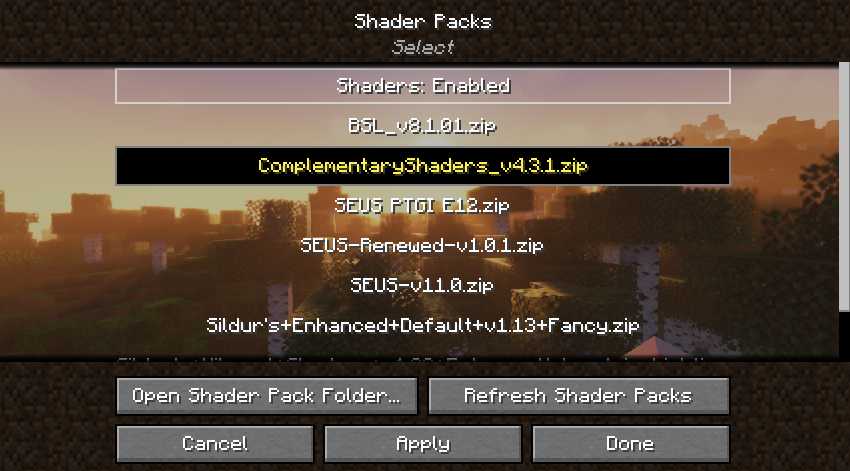 Shader Packs
Select
Shaders: Enabled
BSL_v8.1.01.zip
ComplementaryShaders_v4.3.1.zip
SEUS PTGI E12.zip
SEUS-Renewed-v1.0.1.zip
SEUS-v11.0.zip
Sildur's+Enhanced+Default+v1.13+Fancy.zip
Open Shader Pack Folder... Refresh Shader Packs
Cancel Apply Done